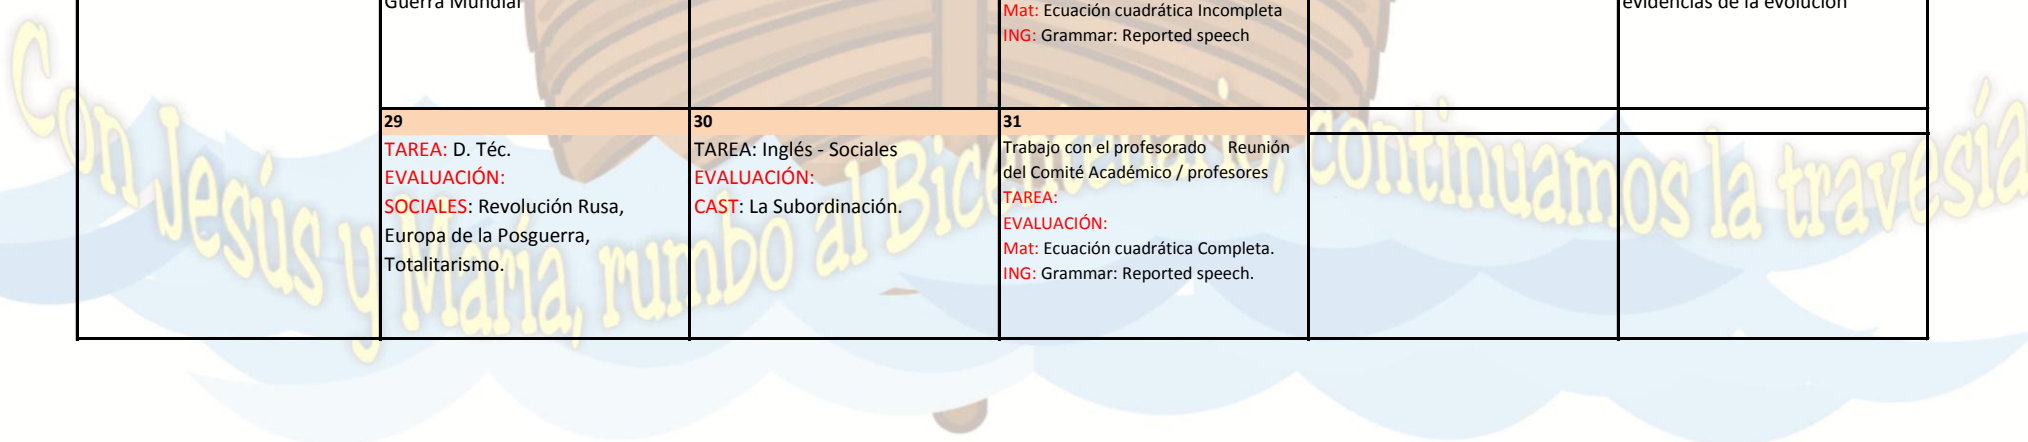 Guerra Mundial
Mat: Ecuación cuadrática Incompleta
ING: Grammar: Reported speech
evidencias de la evolución
29
TAREA: D. Téc.
EVALUACIÓN:
SOCIALES: Revolución Rusa,
Europa de la Posguerra,
Totalitarismo.
30
TAREA: Inglés - Sociales
EVALUACIÓN:
CAST: La Subordinación.
31
Trabajo con el profesorado Reunión
del Comité Académico / profesores
TAREA:
EVALUACIÓN:
Mat: Ecuación cuadrática Completa.
ING: Grammar: Reported speech.
Con Jesús y María, rumbo al Bicentenario, continuamos la travesía